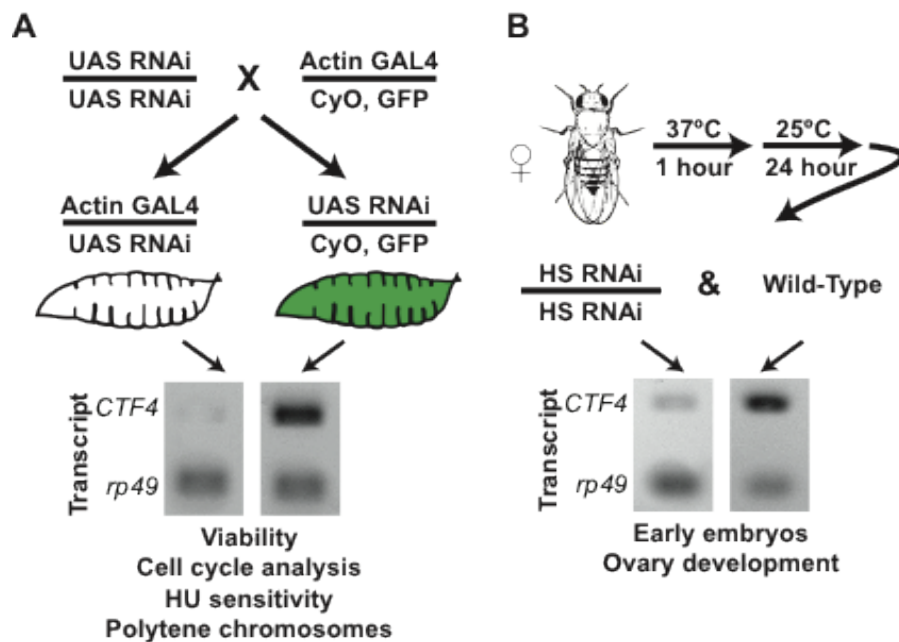 A
UAS RNAi
UAS RNAi
X
Actin GAL4
CyO, GFP
Actin GAL4
UAS RNAi
UAS RNAi
CyO, GFP
Transcript
CTF4
rp49
Viability
Cell cycle analysis
HU sensitivity
Polytene chromosomes
B
♀
37ºC
1 hour
25ºC
24 hour
HS RNAi
HS RNAi
&
Wild-Type
Transcript
CTF4
rp49
Early embryos
Ovary development